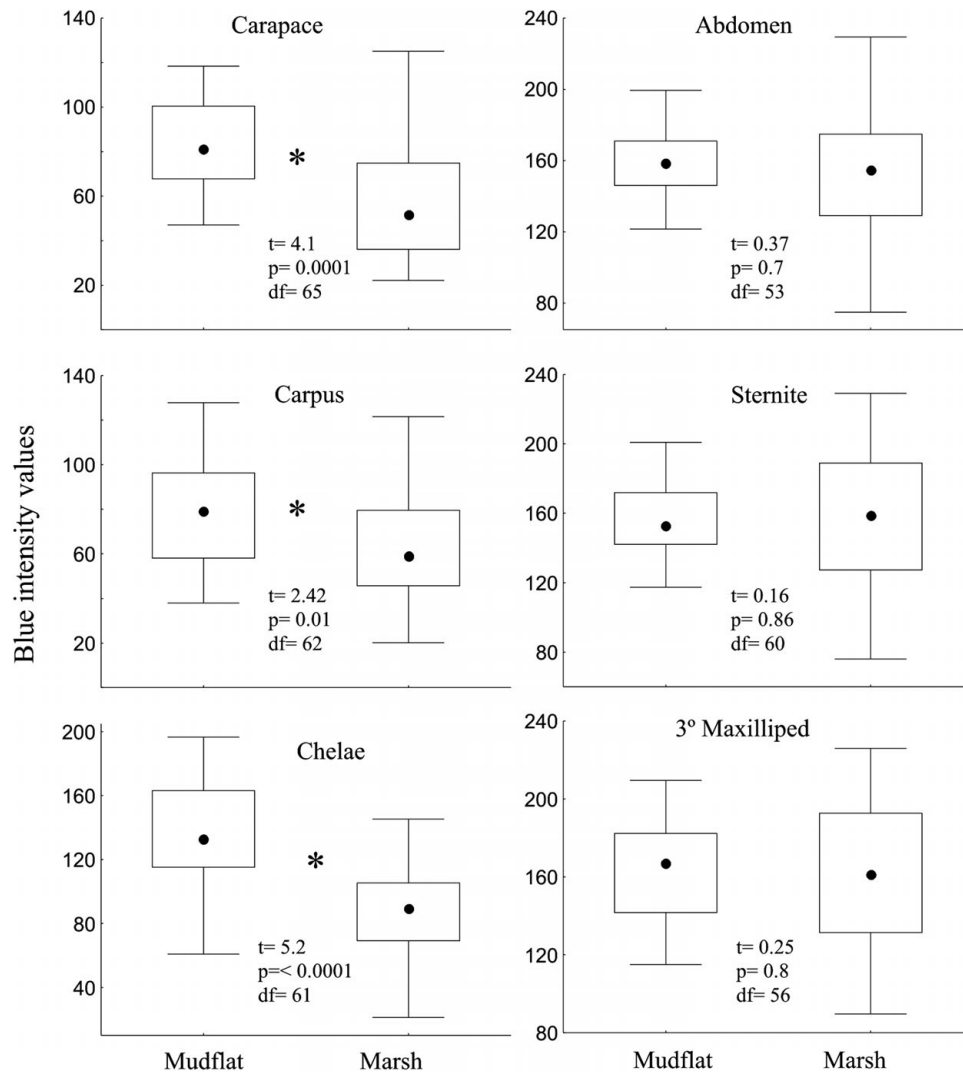 Blue intensity values
Carapace
140
100
60
20
*
t= 4.1
p= 0.0001
df= 65
Abdomen
240
200
160
120
80
t= 0.37
p= 0.7
df= 53
Carpus
140
100
60
20
*
t= 2.42
p= 0.01
df= 62
Sternite
240
200
160
120
80
t= 0.16
p= 0.86
df= 60
Chelae
200
160
120
80
40
*
t= 5.2
p=< 0.0001
df= 61
Mudflat Marsh
3º Maxilliped
240
200
160
120
80
t= 0.25
p= 0.8
df= 56
Mudflat Marsh